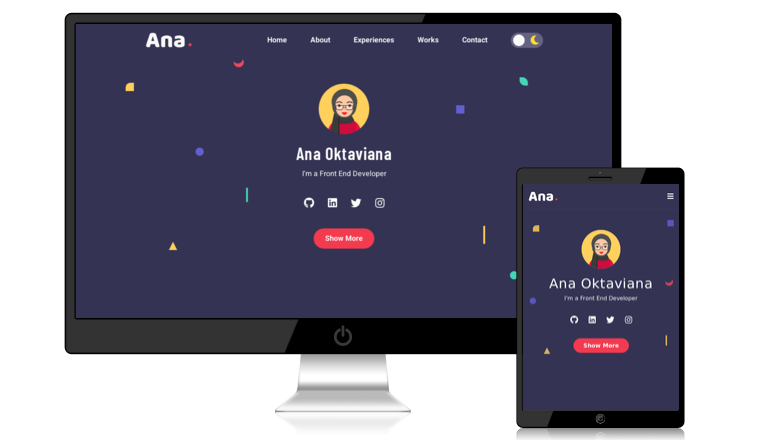 Ana.
Home About Experiences Works Contact
Ana Oktaviana
I'm a Front End Developer
Show More
Ana.
Ana Oktaviana
I'm a Front End Developer
Show More